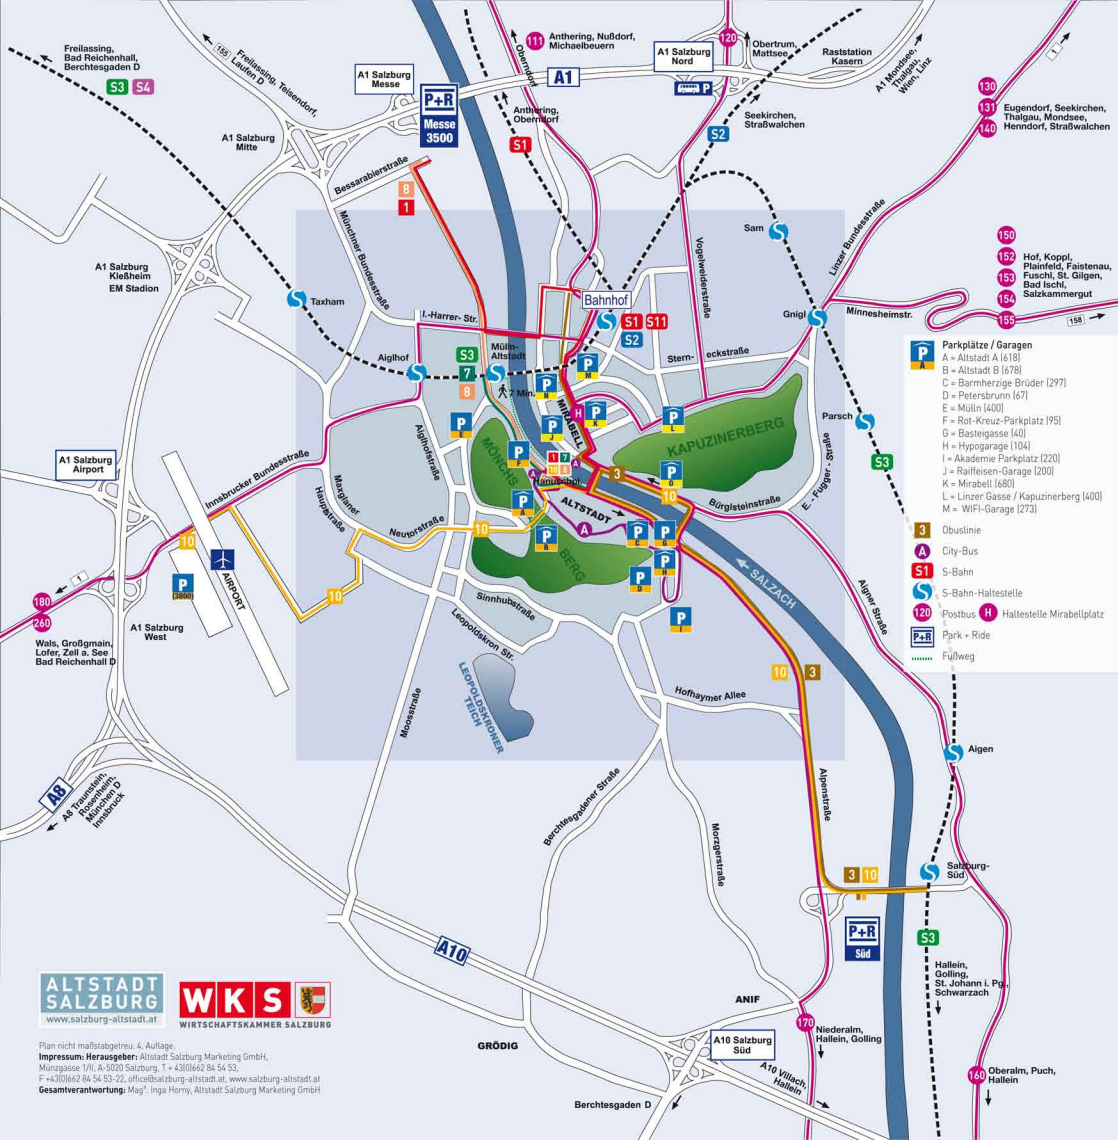 Freilassing,
Bad Reichenhall,
Berchtesgaden D
S3 S4
155
Freilassing, Teisendorf,
Laufen D
A1 Salzburg
Messe
P+R
Messe
3500
111
Anthering, Nußdorf,
Michaelbeuern
Oberndorf
A1
A1 Salzburg
Nord
P
120
Obertrum,
Mattsee
Raststation
Kasern
A1 Mondsee,
Thalgau,
Wien, Linz
1
130
131
140
Eugendorf, Seekirchen,
Thalgau, Mondsee,
Henndorf, Straßwalchen
Anthering,
Oberndorf
S1
S2
Seekirchen,
Straßwalchen
A1 Salzburg
Mitte
Bessarabierstraße
8
1
Münchner Bundesstraße
Vogelweiderstraße
Linzer Bundesstraße
Sam
150
152
153
154
155
Hof, Koppl,
Plainfeld, Faistenau,
Fuschl, St. Gilgen,
Bad Ischl,
Salzkammergut
158
Minnesheimstr.
Gnigl
A1 Salzburg
Kleßheim
EM Stadion
Taxham
I.-Harrer- Str.
Bahnhof
S1 S11
S2
Stern- eckstraße
Aiglhof
S3
7
8
Mülln-
Altstadt
7 Min.
P
M
P
N
P
E
P
J
P
K
P
L
P
F
P
O
P
A
P
B
P
C
P
G
P
H
P
D
P
I
MIRABELL
H
KAPUZINERBERG
MÖNCHS
BERG
1 7
10 8
A
A
Hanuschpl.
ALTSTADT
A
3
10
Parsch
S3
E. - Fugger - Straße
Bürglsteinstraße
Aigner Straße
SALZACH
A1 Salzburg
Airport
Innsbrucker Bundesstraße
Aiglhofstraße
Maxglaner
Hauptstraße
Neutorstraße
10
10
10
AIRPORT
P
(3800)
1
180
260
Wals, Großgmain,
Lofer, Zell a. See
Bad Reichenhall D
A1 Salzburg
West
Sinnhubstraße
Leopoldskron Str.
LEOPOLDSKRONER
TEICH
Moosstraße
Hofhaymer Allee
10 3
Alpenstraße
Berchtesgadener Straße
Morzgerstraße
Aigen
Salzburg-
Süd
3 10
P+R
Süd
S3
Hallein,
Golling,
St. Johann i. Pg.,
Schwarzach
A8
A8 Traunstein,
Rosenheim,
München D
Innsbruck
A10
ANIF
GRÖDIG
170
Niederalm,
Hallein, Golling
A10 Salzburg
Süd
A10 Villach,
Hallein
160
Oberalm, Puch,
Hallein
Berchtesgaden D
P
A
Parkplätze / Garagen
A = Altstadt A (618)
B = Altstadt B (678)
C = Barmherzige Brüder (297)
D = Petersbrunn (67)
E = Mülln (400)
F = Rot-Kreuz-Parkplatz (95)
G = Basteigasse (40)
H = Hypogarage (104)
I = Akademie Parkplatz (220)
J = Raiffeisen-Garage (200)
K = Mirabell (680)
L = Linzer Gasse / Kapuzinerberg (400)
M = WIFI-Garage (273)
3 Obuslinie
A City-Bus
S1 S-Bahn
S S-Bahn-Haltestelle
120 Postbus H Haltestelle Mirabellplatz
P+R Park + Ride
Fußweg
ALTSTADT
SALZBURG
www.salzburg-altstadt.at
WKS
WIRTSCHAFTSKAMMER SALZBURG
Plan nicht maßstabgetreu. 4. Auflage.
Impressum: Herausgeber: Altstadt Salzburg Marketing GmbH,
Münzgasse 1/II, A-5020 Salzburg, T + 43(0)662 84 54 53,
F +43(0)662 84 54 53-22, office@salzburg-altstadt.at, www.salzburg-altstadt.at
Gesamtverantwortung: Magª. Inga Horny, Altstadt Salzburg Marketing GmbH